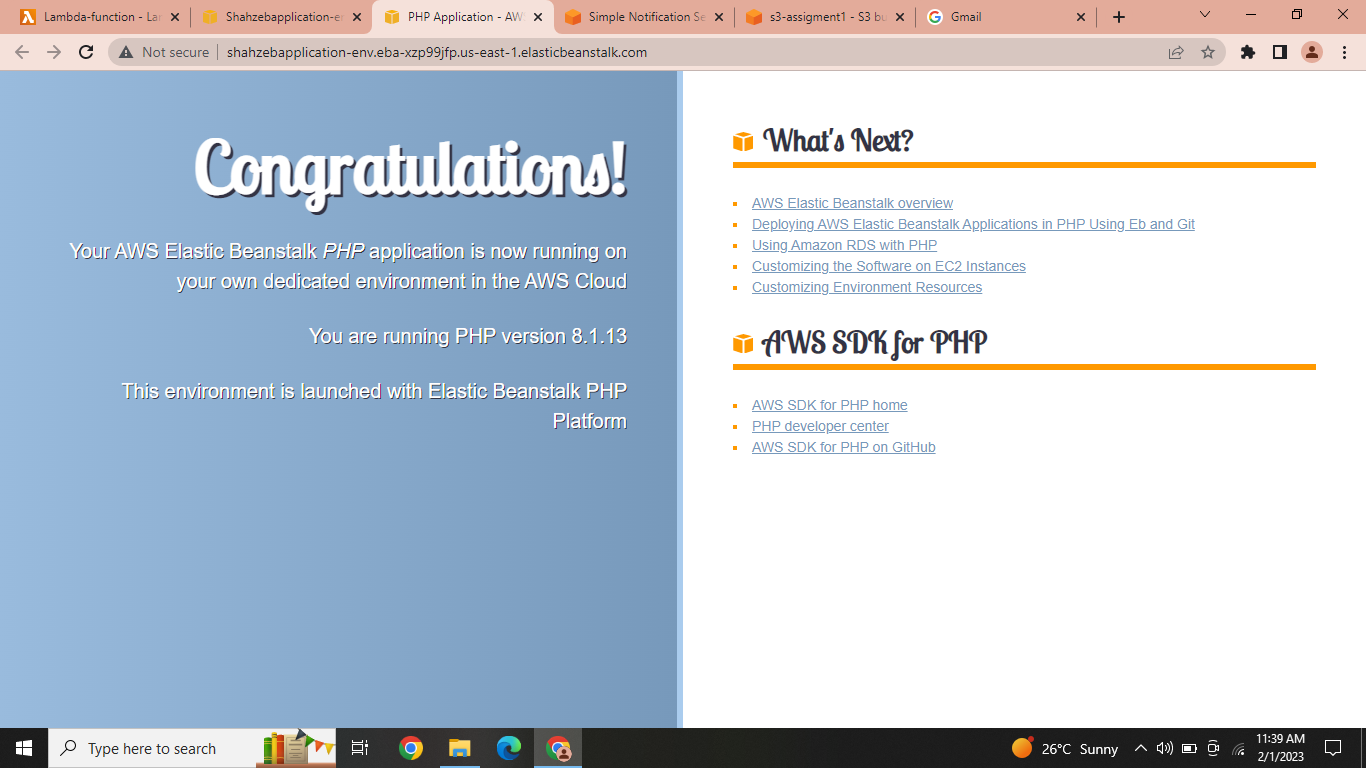 Lambda-function - La
Shahzebapplication-e
PHP Application - AW
Simple Notification Se
s3-assigment1 - S3 bu
Gmail
Not secure
shahzebapplication-env.eba-xzp99jfp.us-east-1.elasticbeanstalk.com
Congratulations!
Your AWS Elastic Beanstalk PHP application is now running on
your own dedicated environment in the AWS Cloud
You are running PHP version 8.1.13
This environment is launched with Elastic Beanstalk PHP
Platform
What's Next?
AWS Elastic Beanstalk overview
Deploying AWS Elastic Beanstalk Applications in PHP Using Eb and Git
Using Amazon RDS with PHP
Customizing the Software on EC2 Instances
Customizing Environment Resources
AWS SDK for PHP
AWS SDK for PHP home
PHP developer center
AWS SDK for PHP on GitHub
Type here to search
26°C Sunny
11:39 AM
2/1/2023